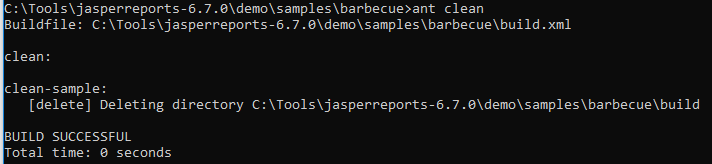 C:\Tools\jasperreports-6.7.0\demo\samples\barbecue>ant clean
Buildfile: C:\Tools\jasperreports-6.7.0\demo\samples\barbecue\build.xml
clean:
clean-sample:
[delete] Deleting directory C:\Tools\jasperreports-6.7.0\demo\samples\barbecue\build
BUILD SUCCESSFUL
Total time: 0 seconds